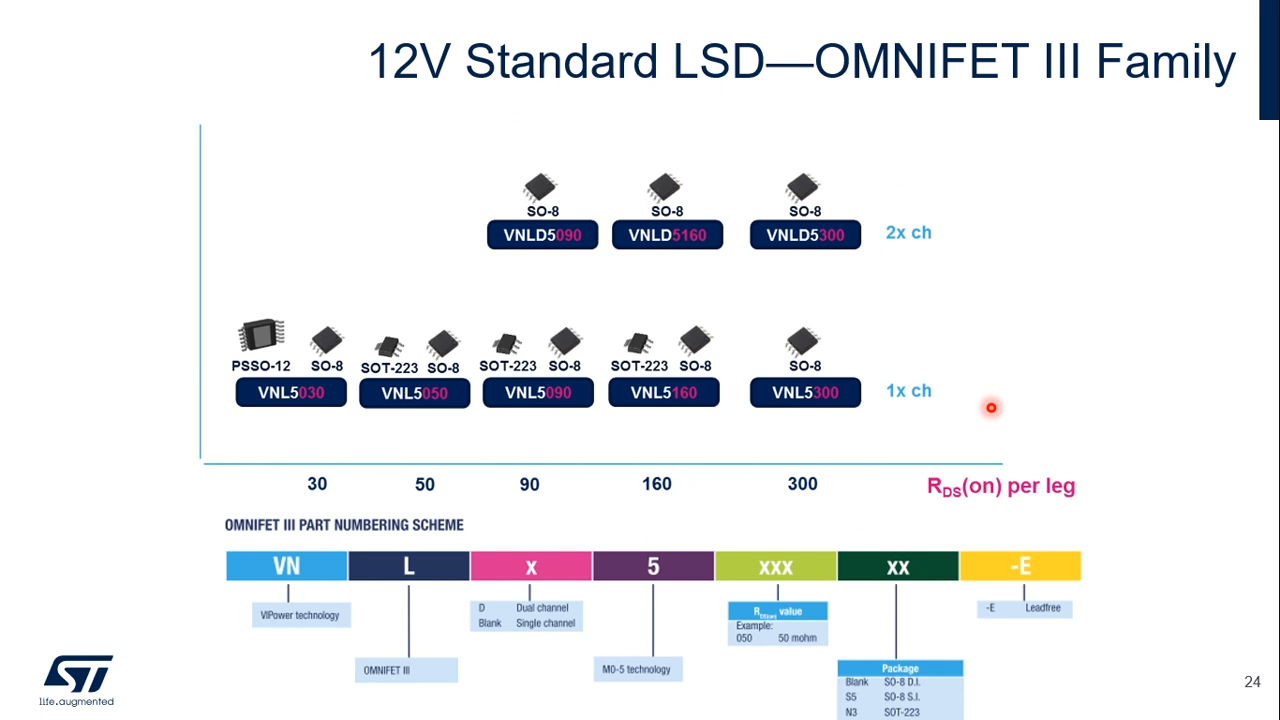 12V Standard LSD—OMNIFET III Family
SO-8 SO-8 SO-8
VNLD5090 VNLD5160 VNLD5300 2x ch
PSSO-12 SO-8 SOT-223 SO-8 SOT-223 SO-8 SOT-223 SO-8 SO-8
VNL5030 VNL5050 VNL5090 VNL5160 VNL5300 1x ch
30 50 90 160 300 RDS(on) per leg
OMNIFET III PART NUMBERING SCHEME
VN L x 5 xxx xx -E
VIPower technology
OMNIFET III
D Dual channel
Blank Single channel
M0-5 technology
RDS(on) value
Example:
050 50 mohm
Package
Blank SO-8 D.I.
S5 SO-8 S.I.
N3 SOT-223
-E Leadfree
ST
life.augmented
24